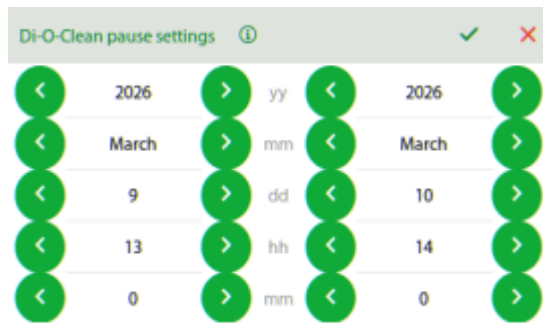 Di-O-Clean pause settings
2026 yy 2026
March mm March
9 dd 10
13 hh 14
0 mm 0